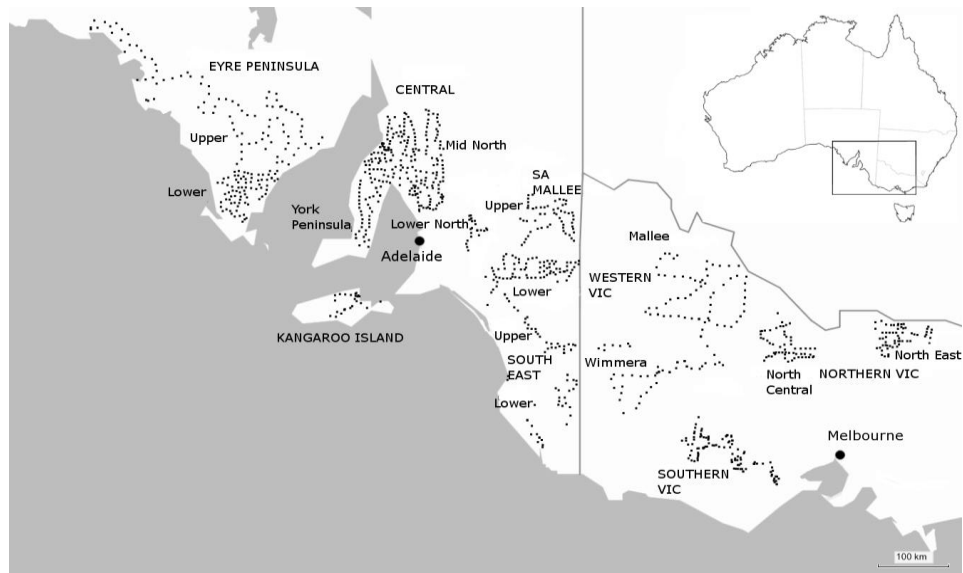 EYRE PENINSULA
CENTRAL
Upper
Mid North
Lower
York
Peninsula
Lower North
Adelaide
SA
MALLEE
Upper
Lower
KANGAROO ISLAND
Upper
SOUTH
EAST
Lower
Mallee
WESTERN
VIC
Wimmera
North
Central
NORTHERN VIC
North East
Melbourne
SOUTHERN
VIC
100 km